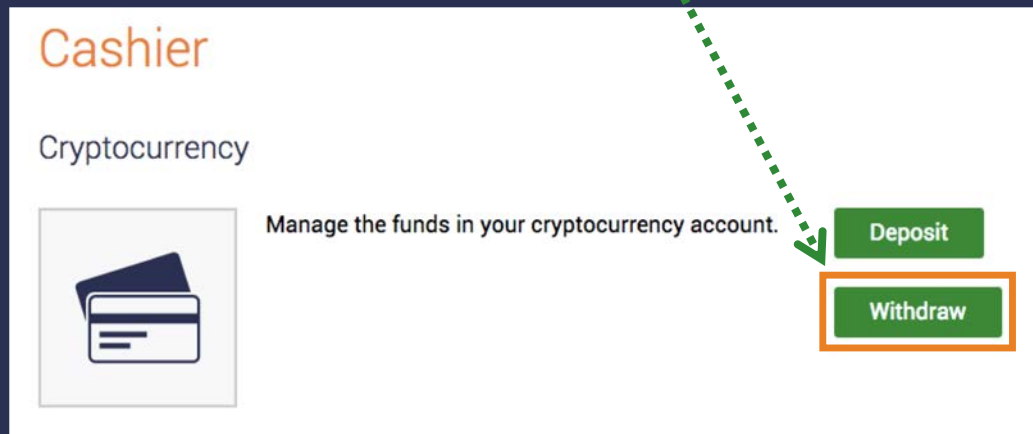 Cashier
Cryptocurrency
Manage the funds in your cryptocurrency account.
Deposit
Withdraw